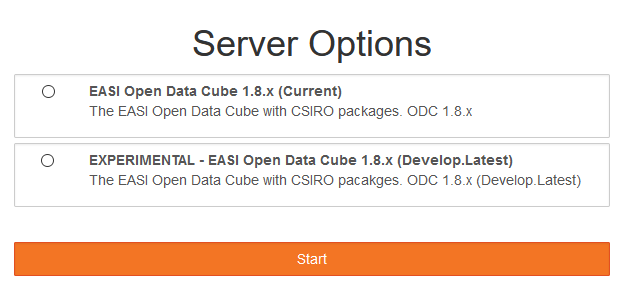 Server Options
EASI Open Data Cube 1.8.x (Current)
The EASI Open Data Cube with CSIRO packages. ODC 1.8.x
EXPERIMENTAL - EASI Open Data Cube 1.8.x (Develop.Latest)
The EASI Open Data Cube with CSIRO pacakges. ODC 1.8.x (Develop.Latest)
Start